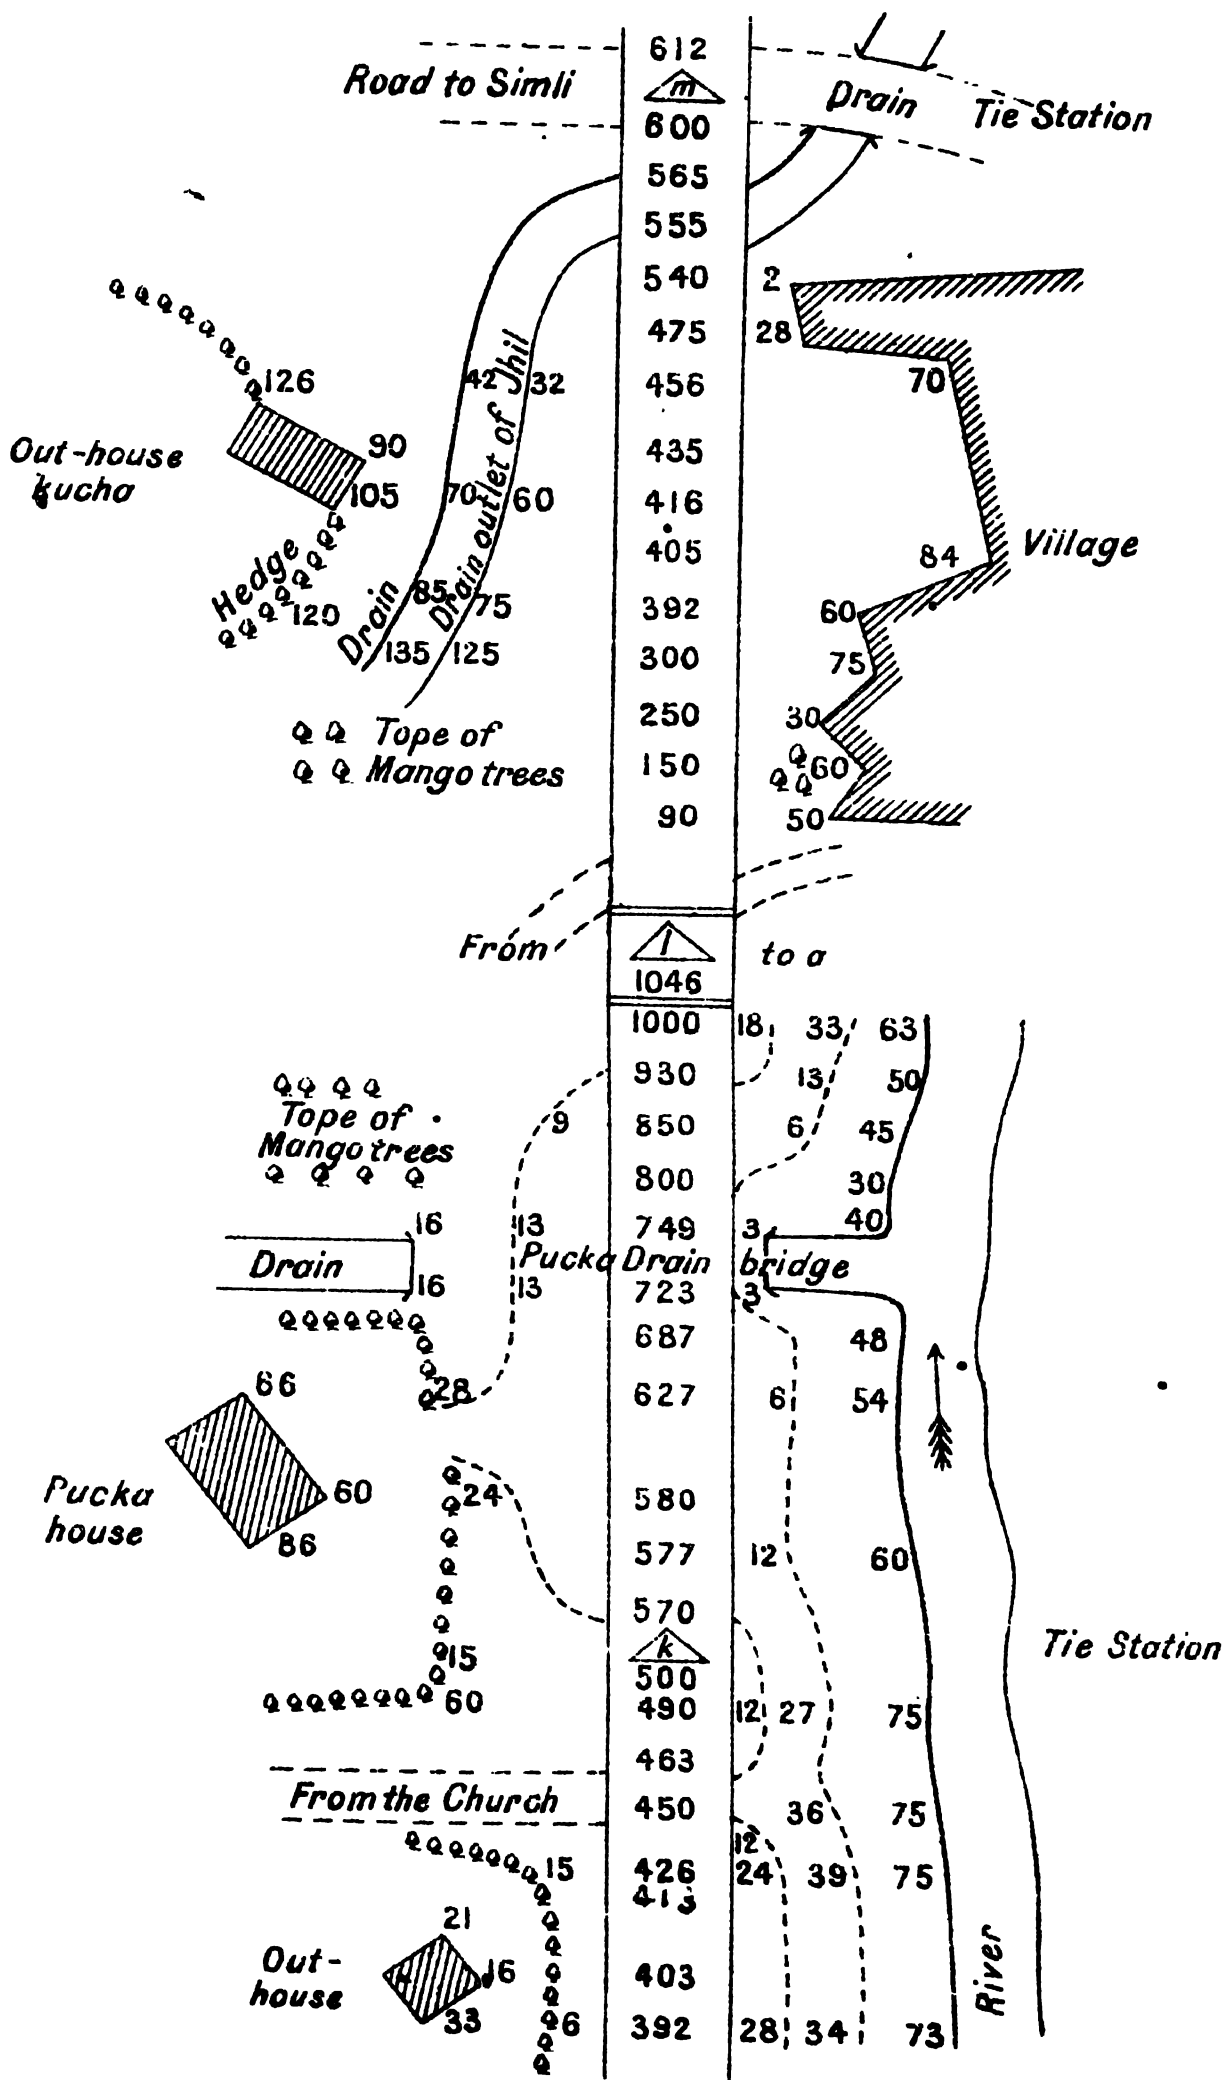 612
Road to Simli m Drain Tie Station
600
565
555
540 2
475 28
126 42 32 456 70
Out-house 90 435
kucha 105 70 60 416
Drain outlet of Jhil
405 84 Village
Hedge 120 Drain 85 75 392 60
135 125 300 75
250 30
Tope of
Mango trees 150 60
90 50
From l to a
1046
1000 18 33 63
930 13 50
Tope of 9 850 6 45
Mango trees
800 30
16 13 749 3 40
Drain Pucka Drain bridge
16 13 723 3
687 48
66 28 627 6 54
Pucka 60 24 580
house 86 577 12 60
570
k Tie Station
15 500
60 490 12 27 75
463
From the Church 450 36 75
12
15 426 24 39 75
413
21
Out- 16 403
house River
33 6 392 28 34 73